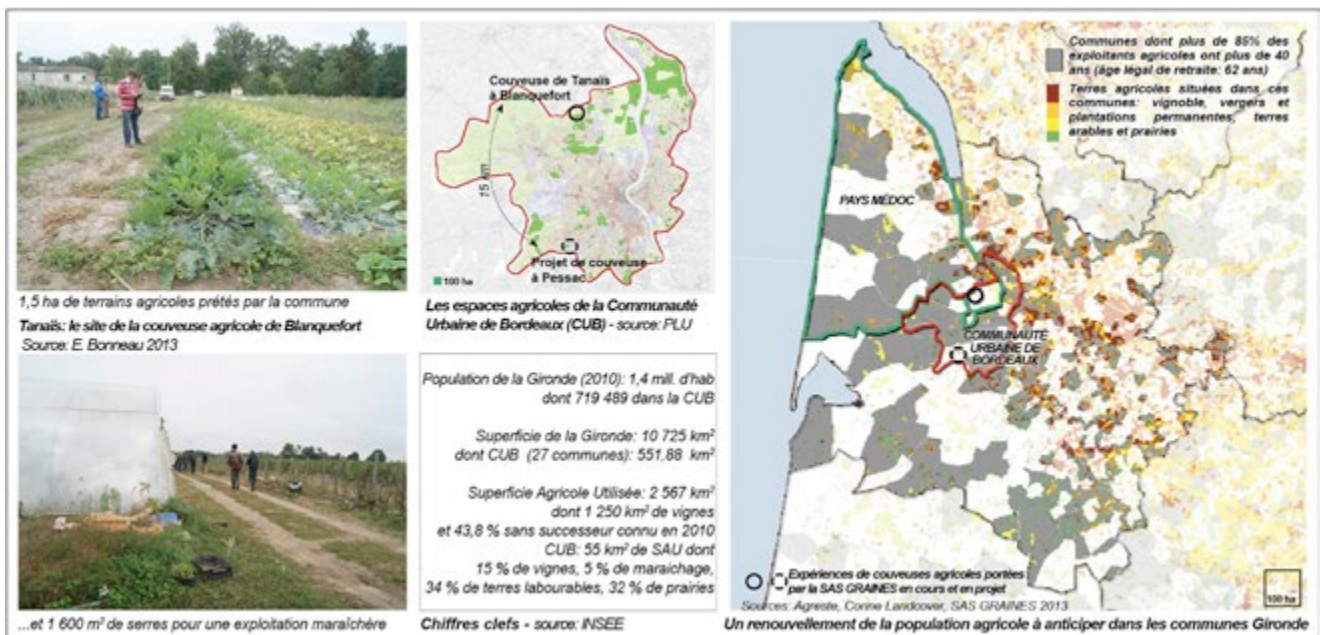 1,5 ha de terrains agricoles prêtés par la commune
Tanaïs: le site de la couveuse agricole de Blanquefort
Source: E. Bonneau 2013
...et 1 600 m² de serres pour une exploitation maraîchère
Couveuse de Tanaïs
à Blanquefort
15 km
Projet de couveuse
à Pessac
100 ha
Les espaces agricoles de la Communauté
Urbaine de Bordeaux (CUB) - source: PLU
Population de la Gironde (2010): 1,4 mill. d'hab
dont 719 489 dans la CUB
Superficie de la Gironde: 10 725 km²
dont CUB (27 communes): 551,88 km²
Superficie Agricole Utilisée: 2 567 km²
dont 1 250 km² de vignes
et 43,8 % sans successeur connu en 2010
CUB: 55 km² de SAU dont
15 % de vignes, 5 % de maraichage,
34 % de terres labourables, 32 % de prairies
Chiffres clefs - source: INSEE
Communes dont plus de 85% des
exploitants agricoles ont plus de 40
ans (âge légal de retraite: 62 ans)
Terres agricoles situées dans ces
communes: vignoble, vergers et
plantations permanentes, terres
arables et prairies
PAYS MÉDOC
COMMUNAUTÉ
URBAINE DE
BORDEAUX
Expériences de couveuses agricoles portées
par la SAS GRAINES en cours et en projet
Sources: Agreste, Corine Landcover, SAS GRAINES 2013
100 ha
Un renouvellement de la population agricole à anticiper dans les communes Gironde